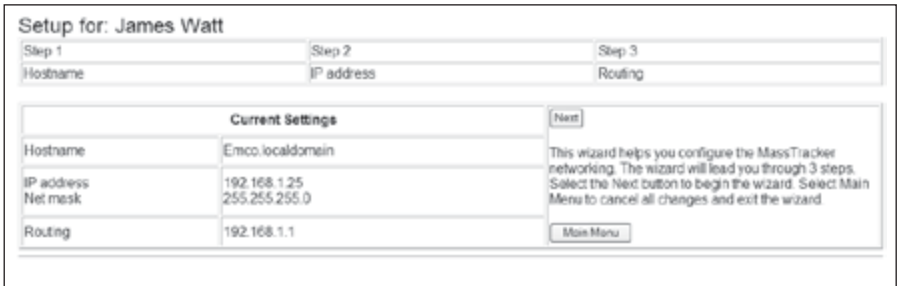 Setup for: James Watt
Step 1 Step 2 Step 3
Hostname IP address Routing
Current Settings
Hostname Emco.localdomain
IP address 192.168.1.25
Net mask 255.255.255.0
Routing 192.168.1.1
Next
This wizard helps you configure the MassTracker
networking. The wizard will lead you through 3 steps.
Select the Next button to begin the wizard. Select Main
Menu to cancel all changes and exit the wizard.
Main Menu